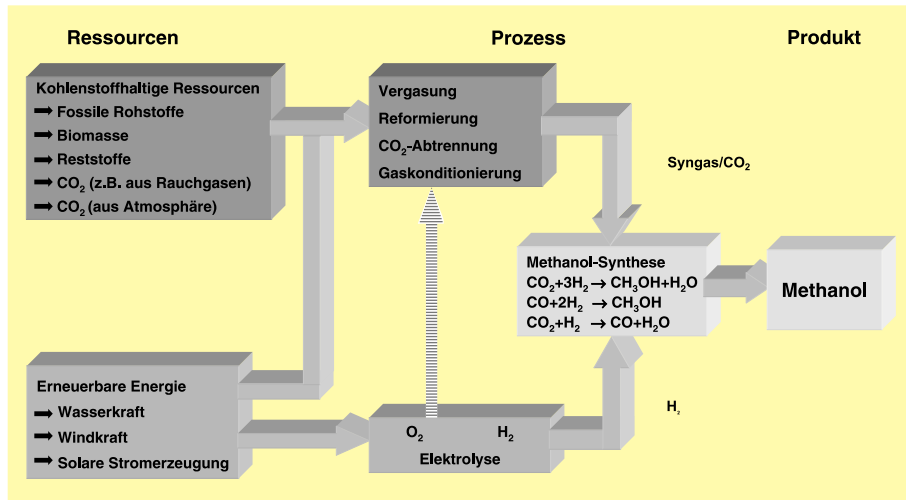 Ressourcen
Prozess
Produkt
Kohlenstoffhaltige Ressourcen
➞ Fossile Rohstoffe
➞ Biomasse
➞ Reststoffe
➞ CO₂ (z.B. aus Rauchgasen)
➞ CO₂ (aus Atmosphäre)
Vergasung
Reformierung
CO₂-Abtrennung
Gaskonditionierung
Syngas/CO₂
Methanol-Synthese
CO₂+3H₂ → CH₃OH+H₂O
CO+2H₂ → CH₃OH
CO₂+H₂ → CO+H₂O
Methanol
Erneuerbare Energie
➞ Wasserkraft
➞ Windkraft
➞ Solare Stromerzeugung
O₂ H₂
Elektrolyse
H₂